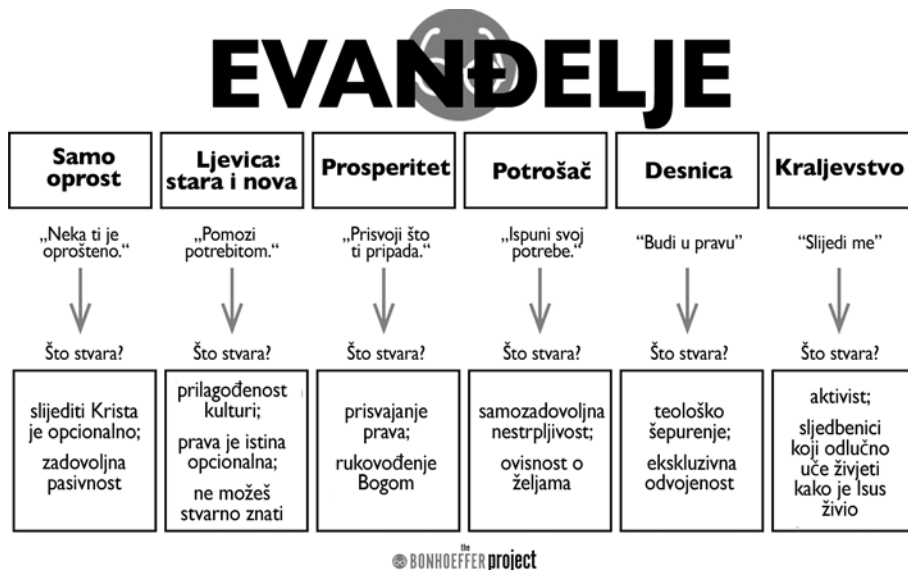 EVANĐELJE
Samo
oprost
Ljevica:
stara i nova
Prosperitet
Potrošač
Desnica
Kraljevstvo
„Neka ti je
oprošteno.“
„Pomozi
potrebitom.“
„Prisvoji što
ti pripada.“
„Ispuni svoj
potrebe.“
“Budi u pravu”
“Slijedi me”
Što stvara?
Što stvara?
Što stvara?
Što stvara?
Što stvara?
Što stvara?
slijediti Krista
je opcionalno;
zadovoljna
pasivnost
prilagođenost
kulturi;
prava je istina
opcionalna;
ne možeš
stvarno znati
prisvajanje
prava;
rukovođenje
Bogom
samozadovoljna
nestrpljivost;
ovisnost o
željama
teološko
šepurenje;
ekskluzivna
odvojenost
aktivist;
sljedbenici
koji odlučno
uče živjeti
kako je Isus
živio
the
BONHOEFFER project